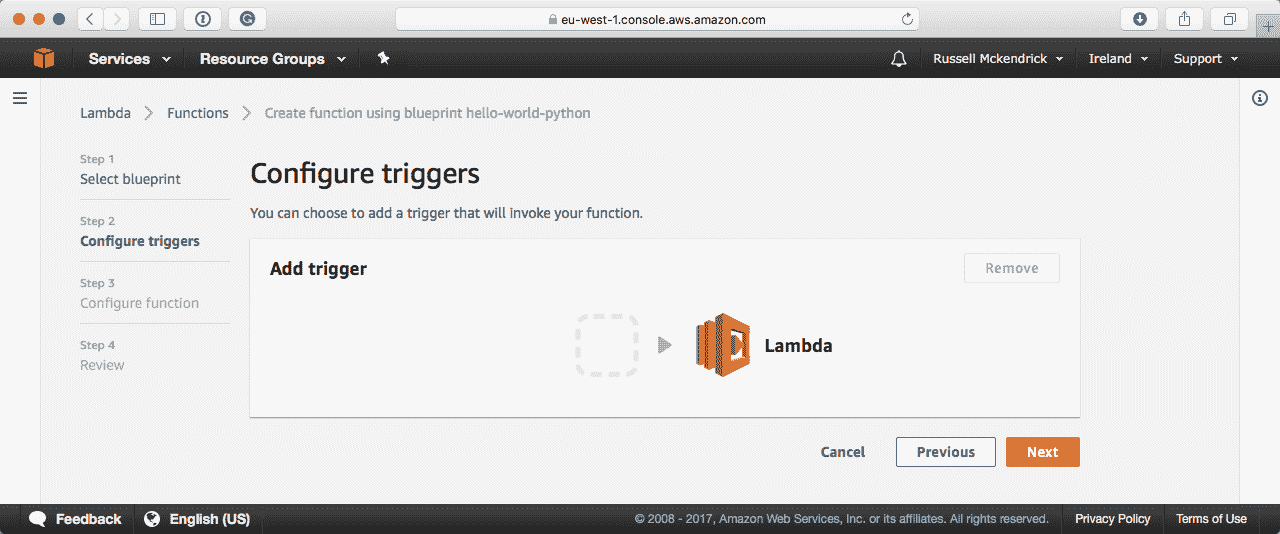 eu-west-1.console.aws.amazon.com
Services Resource Groups Russell Mckendrick Ireland Support
Lambda Functions Create function using blueprint hello-world-python
Step 1
Select blueprint
Step 2
Configure triggers
Step 3
Configure function
Step 4
Review
Configure triggers
You can choose to add a trigger that will invoke your function.
Add trigger
Remove
Lambda
Cancel Previous Next
Feedback English (US) © 2008 - 2017, Amazon Web Services, Inc. or its affiliates. All rights reserved. Privacy Policy Terms of Use